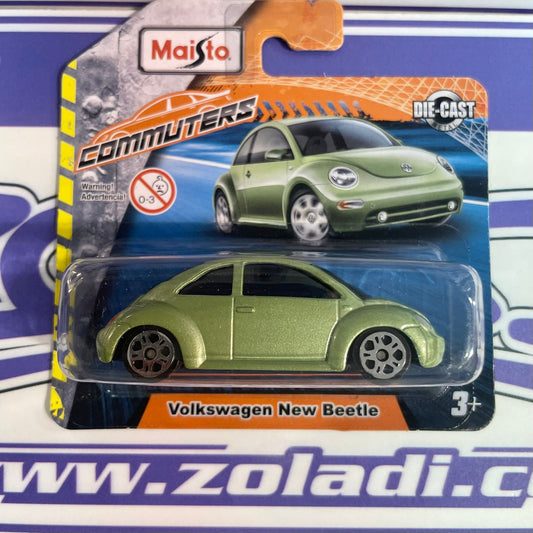 Maisto
COMMUTERS
DIE-CAST
Warning!
Advertencia!
0-3
Volkswagen New Beetle
3+
www.zoladi.c